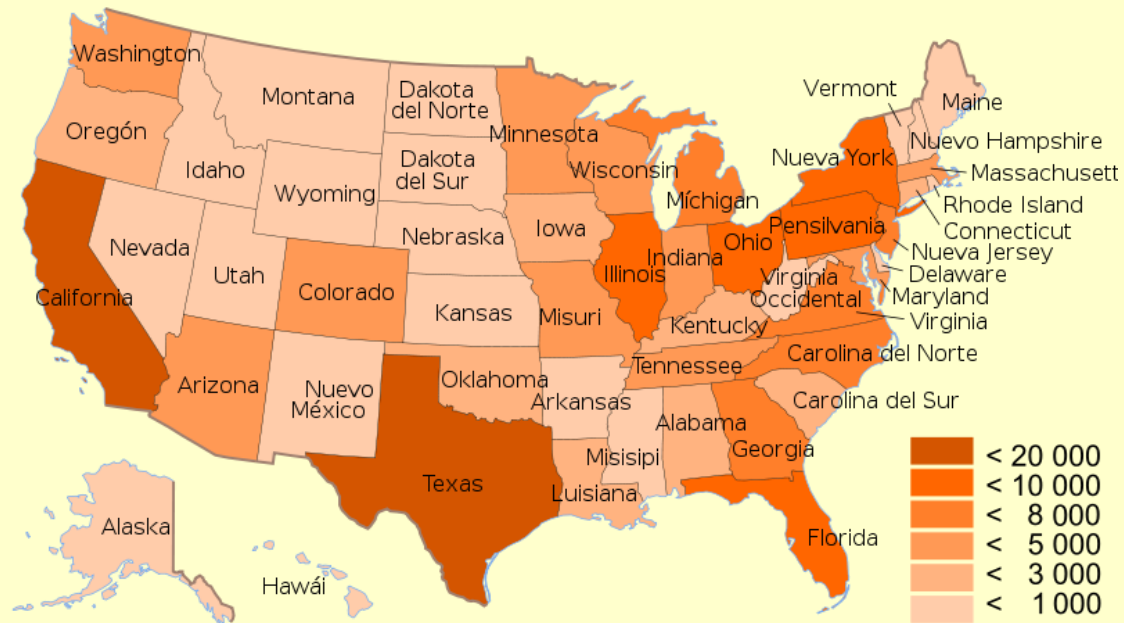 Washington
Montana
Dakota
del Norte
Minnesota
Vermont
Maine
Oregón
Idaho
Dakota
del Sur
Wisconsin
Nueva York
Nuevo Hampshire
Massachusett
Wyoming
Míchigan
Rhode Island
Connecticut
Nevada
Nebraska
Iowa
Ohio
Pensilvania
Nueva Jersey
Utah
Illinois
Indiana
Virginia
Occidental
Delaware
Maryland
California
Colorado
Kansas
Misuri
Kentucky
Virginia
Arizona
Nuevo
México
Oklahoma
Tennessee
Carolina del Norte
Arkansas
Carolina del Sur
Alabama
Misisipi
Georgia
Texas
Luisiana
Florida
Alaska
Hawái
< 20 000
< 10 000
< 8 000
< 5 000
< 3 000
< 1 000